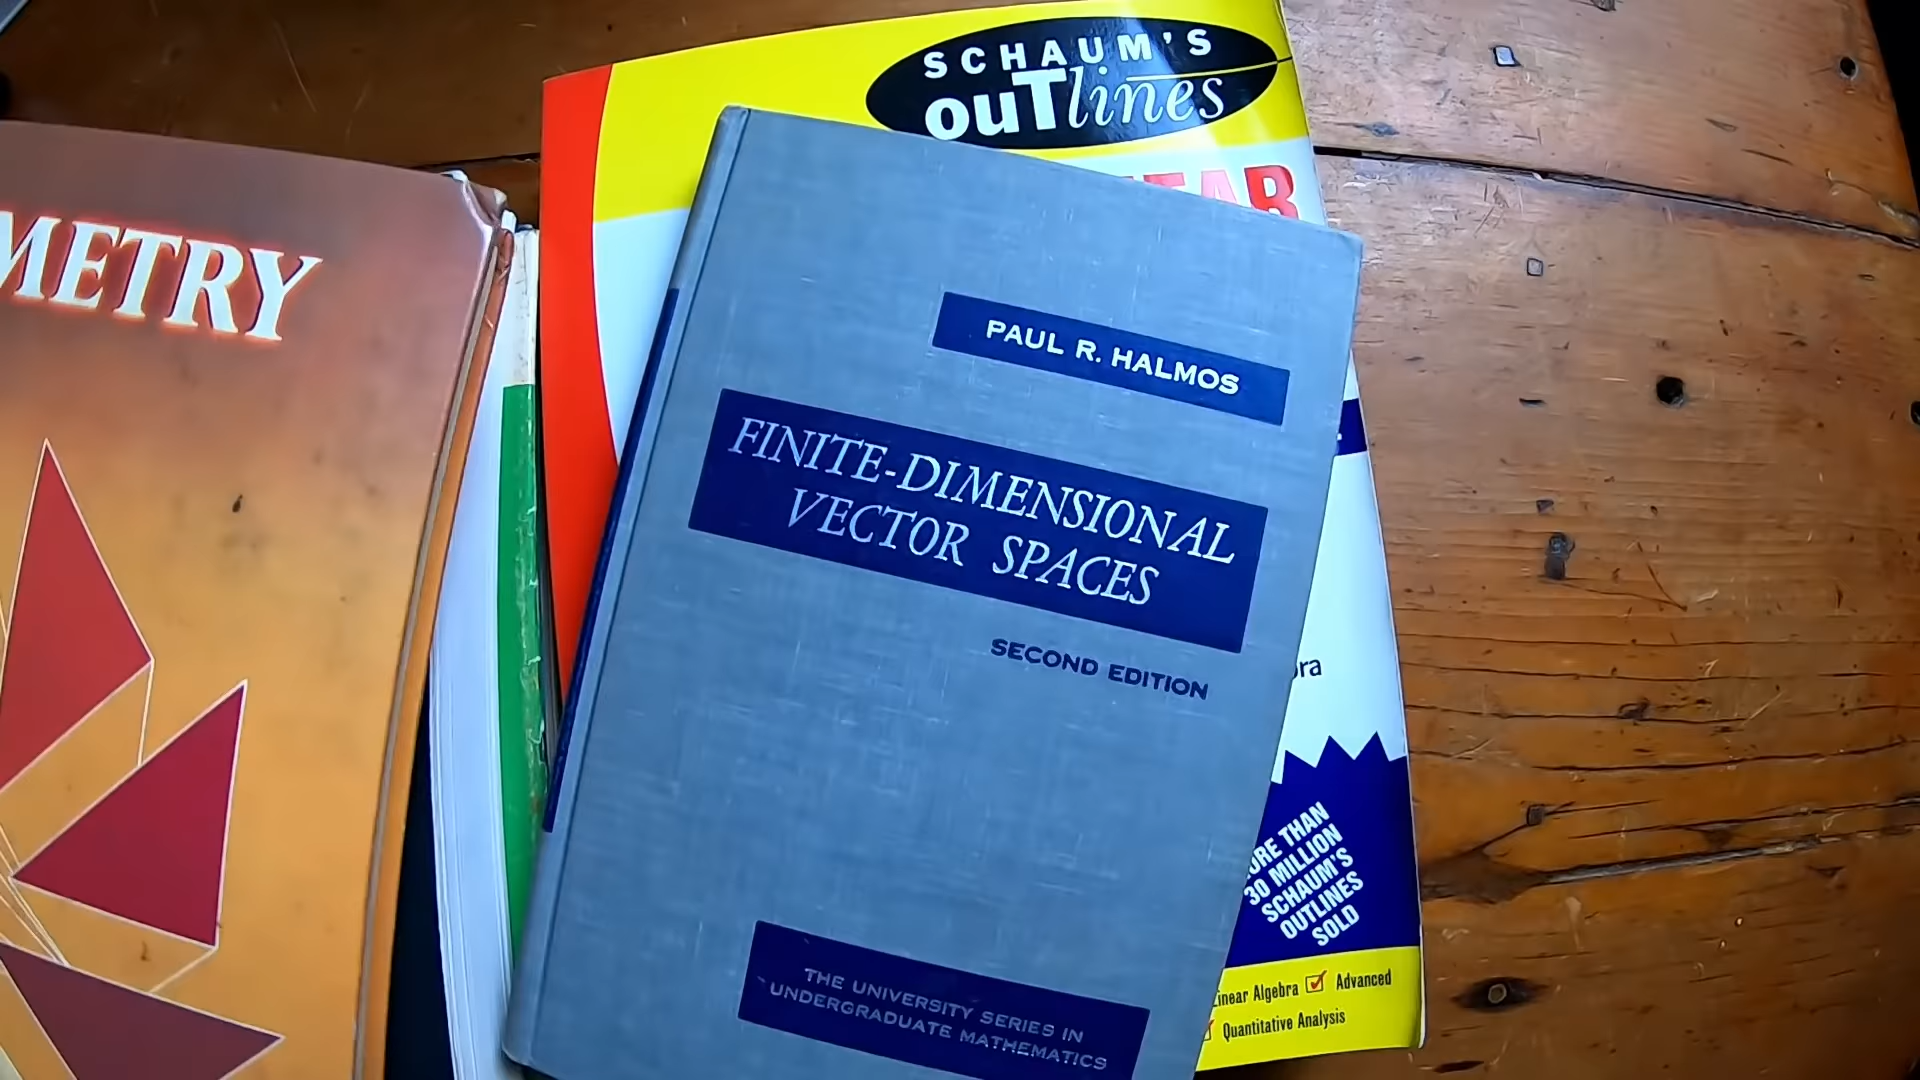 SCHAUM'S
ouTlines
METRY
PAUL R. HALMOS
FINITE-DIMENSIONAL
VECTOR SPACES
SECOND EDITION
THAN
30 MILLION
SCHAUM'S
OUTLINES
SOLD
Algebra Advanced
Quantitative Analysis
THE UNIVERSITY SERIES IN
UNDERGRADUATE MATHEMATICS